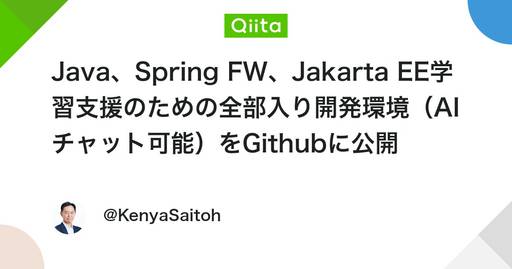 Qiita
Java、Spring FW、Jakarta EE学
習支援のための全部入り開発環境（AI
チャット可能）をGithubに公開
@KenyaSaitoh